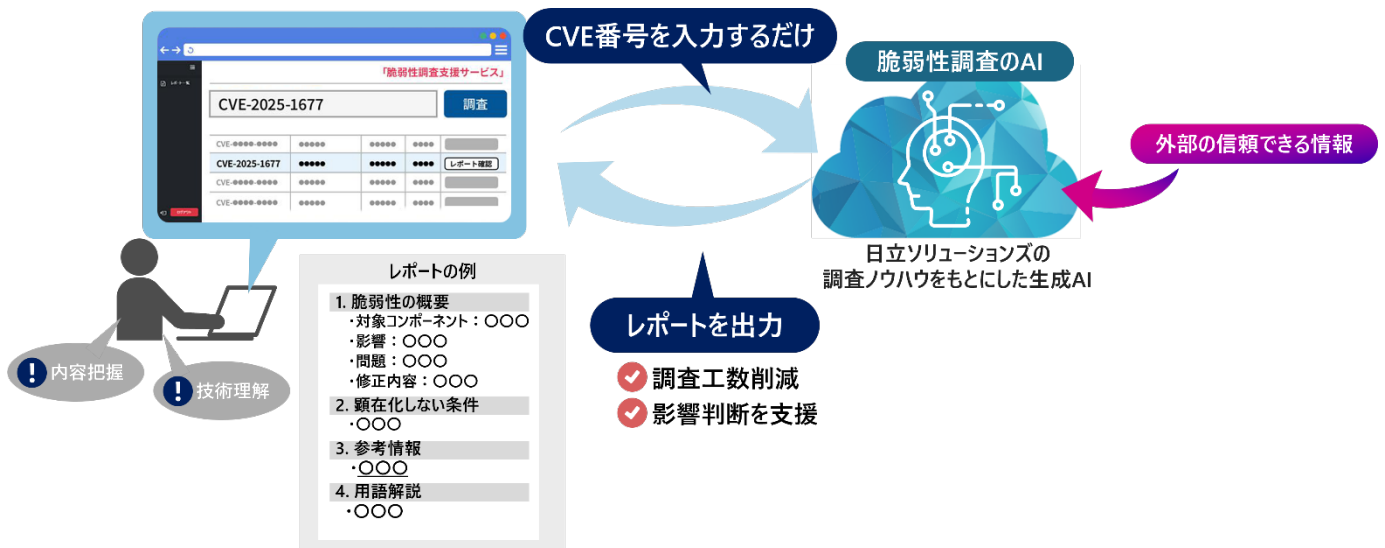 CVE番号を入力するだけ
脆弱性調査のAI
「脆弱性調査支援サービス」
CVE-2025-1677
調査
CVE-●●●●-●●●● ●●●●● ●●●●● ●●●●
CVE-2025-1677 ●●●●● ●●●●● ●●●● レポート確認
CVE-●●●●-●●●● ●●●●● ●●●●● ●●●●
CVE-●●●●-●●●● ●●●●● ●●●●● ●●●●
外部の信頼できる情報
日立ソリューションズの
調査ノウハウをもとにした生成AI
レポートの例
1. 脆弱性の概要
・対象コンポーネント：〇〇〇
・影響：〇〇〇
・問題：〇〇〇
・修正内容：〇〇〇
2. 顕在化しない条件
・〇〇〇
3. 参考情報
・〇〇〇
4. 用語解説
・〇〇〇
レポートを出力
調査工数削減
影響判断を支援
! 内容把握
! 技術理解